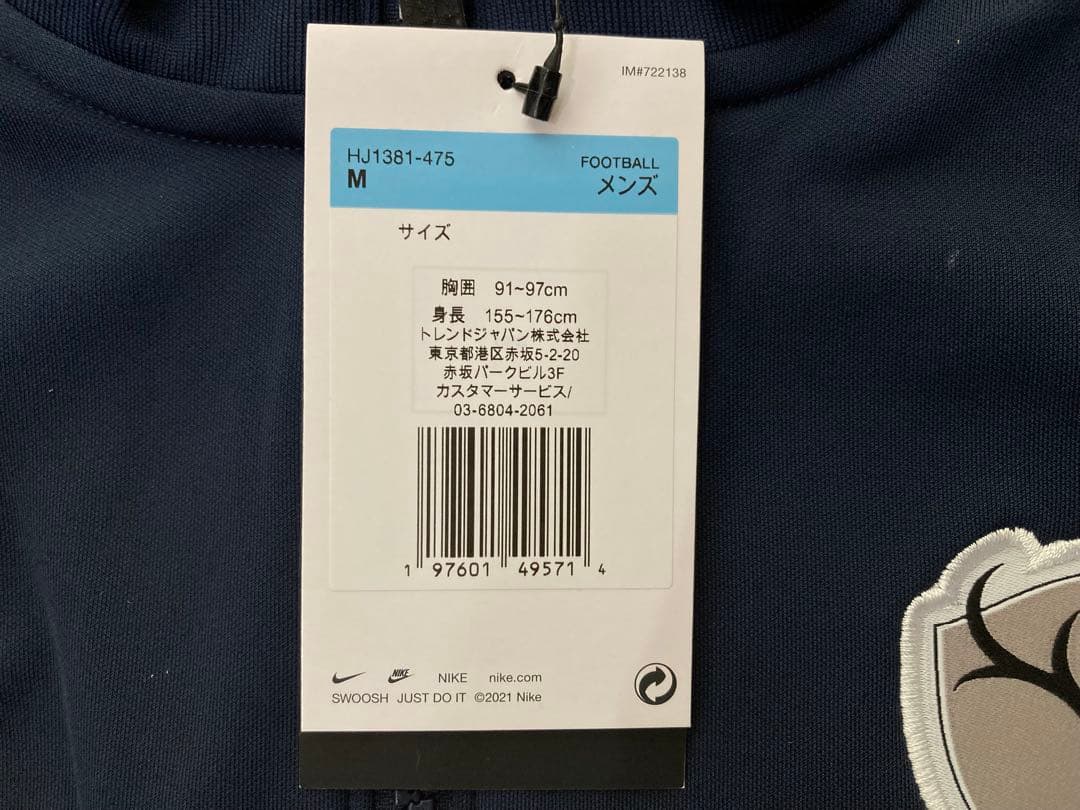 IM#722138
HJ1381-475
M
FOOTBALL
メンズ
サイズ
胸囲 91~97cm
身長 155~176cm
トレンドジャパン株式会社
東京都港区赤坂5-2-20
赤坂パークビル3F
カスタマーサービス/
03-6804-2061
1 97601 49571 4
NIKE NIKE nike.com
SWOOSH JUST DO IT ©2021 Nike